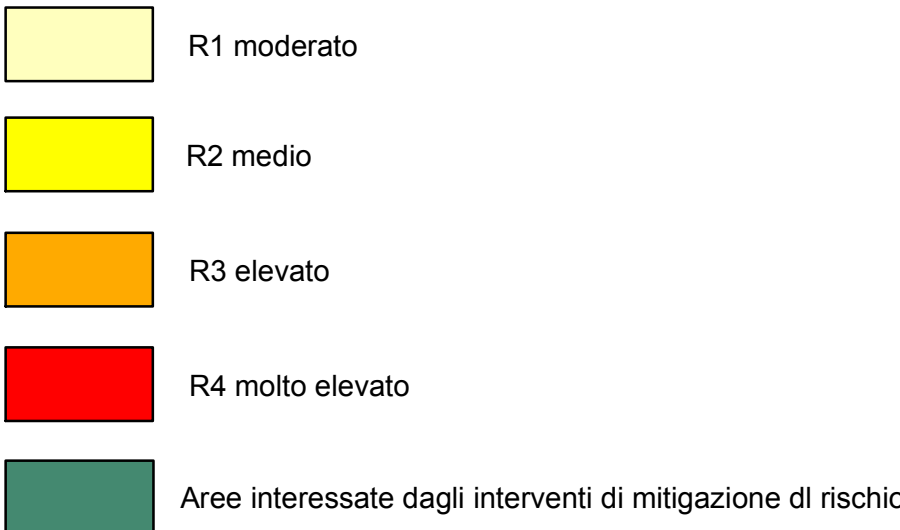 R1 moderato
R2 medio
R3 elevato
R4 molto elevato
Aree interessate dagli interventi di mitigazione dl rischio